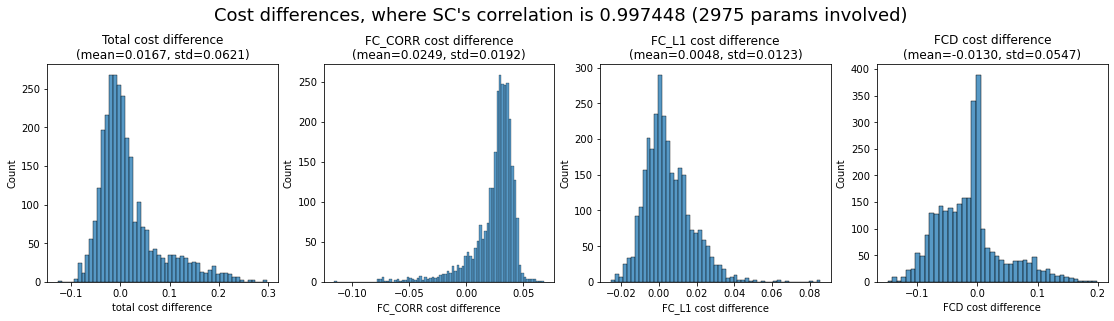 Cost differences, where SC's correlation is 0.997448 (2975 params involved)
Total cost difference
(mean=0.0167, std=0.0621)
Count
250
200
150
100
50
0
−0.1 0.0 0.1 0.2 0.3
total cost difference
FC_CORR cost difference
(mean=0.0249, std=0.0192)
Count
250
200
150
100
50
0
−0.10 −0.05 0.00 0.05
FC_CORR cost difference
FC_L1 cost difference
(mean=0.0048, std=0.0123)
Count
300
250
200
150
100
50
0
−0.02 0.00 0.02 0.04 0.06 0.08
FC_L1 cost difference
FCD cost difference
(mean=-0.0130, std=0.0547)
Count
400
350
300
250
200
150
100
50
0
−0.1 0.0 0.1 0.2
FCD cost difference